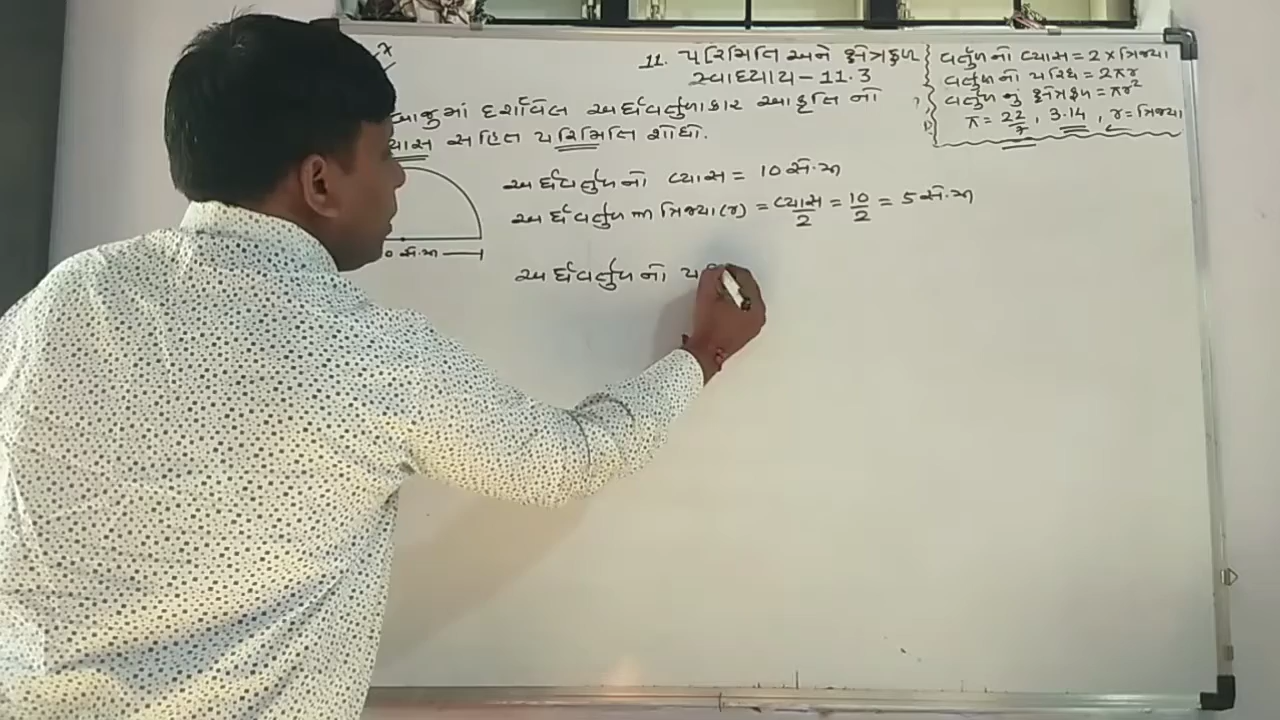 11. પરિમિતિ અને ક્ષેત્રફળ
સ્વાધ્યાય - 11.3
બાજુમાં દર્શાવેલ અર્ધવર્તુળાકાર આકૃતિ ની
વ્યાસ સહિત પરિમિતિ શોધો.
સે.મી
અર્ધવર્તુળનો વ્યાસ = 10 સે.મી
અર્ધવર્તુળની ત્રિજ્યા (r) = વ્યાસ/2 = 10/2 = 5 સે.મી
અર્ધવર્તુળનો
વર્તુળનો વ્યાસ = 2 × ત્રિજ્યા
વર્તુળનો પરિઘ = 2πr
વર્તુળનું ક્ષેત્રફળ = πr²
π = 22/7 , 3.14 , r = ત્રિજ્યા